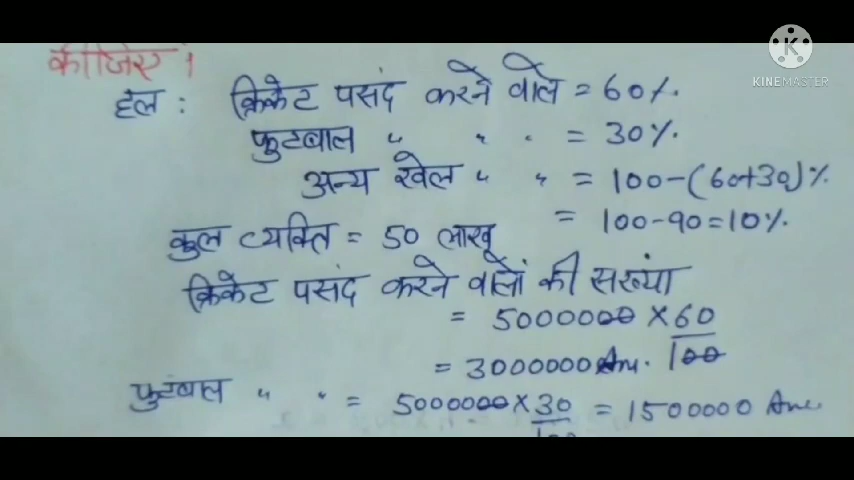 कीजिए।
KINEMASTER
हल : क्रिकेट पसंद करने वाले = 60%.
फुटबाल " " " = 30%.
अन्य खेल " " = 100-(60+30)%.
= 100-90=10%.
कुल व्यक्ति = 50 लाख
क्रिकेट पसंद करने वालों की सख्यां
= 5000000 × 60/100
= 3000000 Ans.
फुटबाल " " = 5000000 × 30/100 = 1500000 Ans